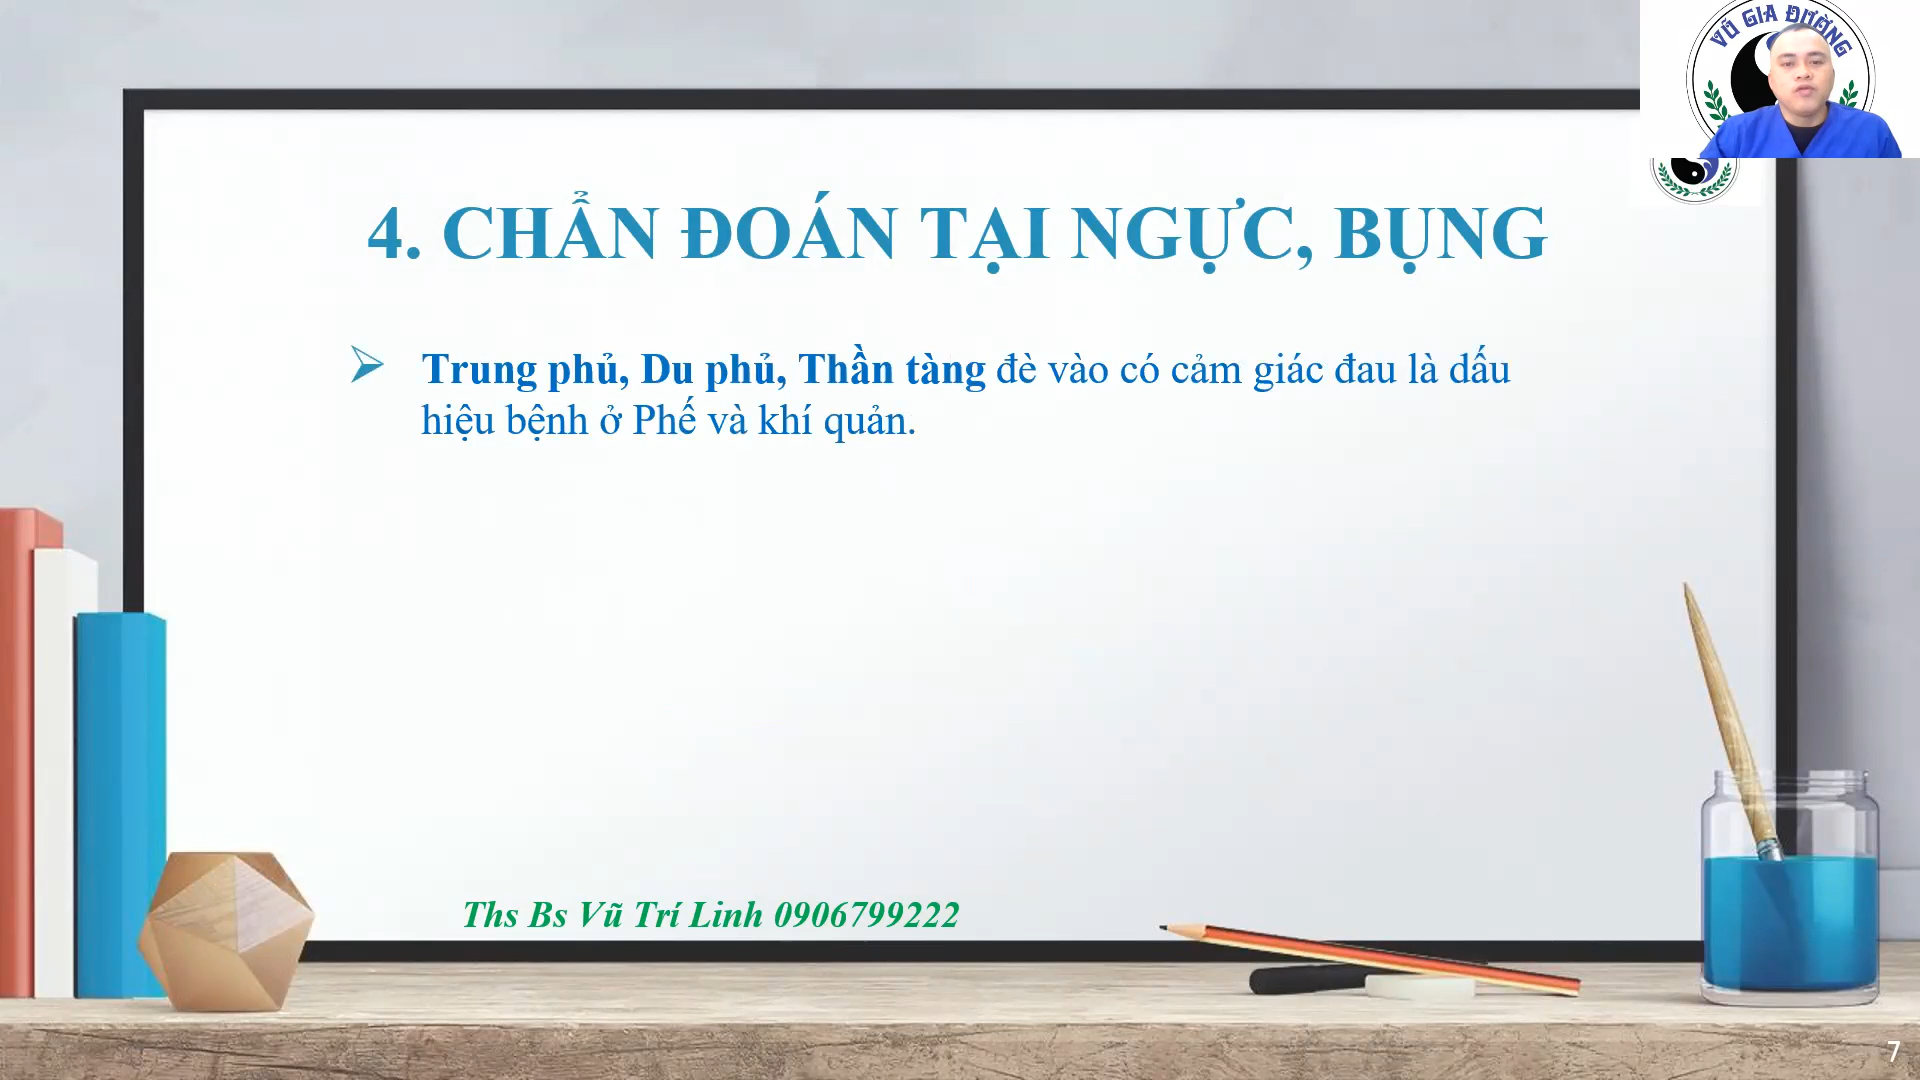 VŨ GIA ĐƯỜNG
4. CHẨN ĐOÁN TẠI NGỰC, BỤNG
Trung phủ, Du phủ, Thần tàng đè vào có cảm giác đau là dấu
hiệu bệnh ở Phế và khí quản.
Ths Bs Vũ Trí Linh 0906799222
7